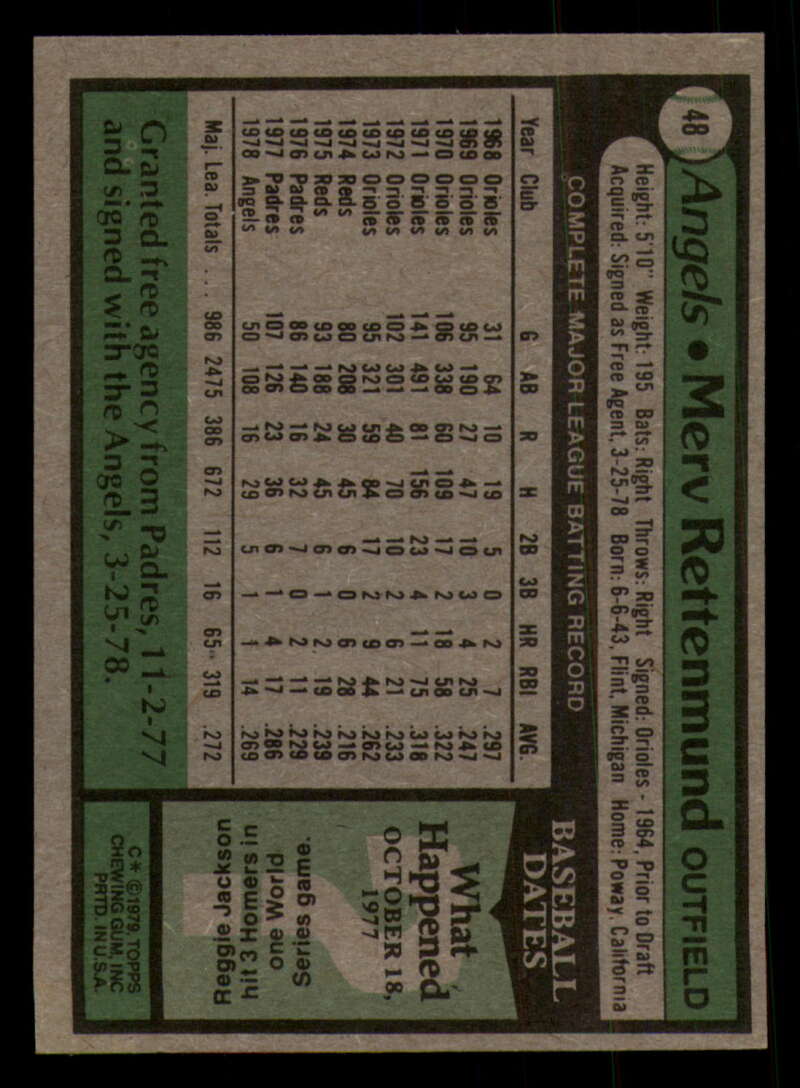 48
Angels • Merv Rettenmund OUTFIELD
Height: 5'10" Weight: 195 Bats: Right Throws: Right Signed: Orioles - 1964, Prior to Draft
Acquired: Signed as Free Agent, 3-25-78 Born: 6-6-43, Flint, Michigan Home: Poway, California
COMPLETE MAJOR LEAGUE BATTING RECORD
Year Club G AB R H 2B 3B HR RBI AVG.
1968 Orioles 31 64 10 19 5 0 2 7 .297
1969 Orioles 95 190 27 47 10 3 4 25 .247
1970 Orioles 106 338 60 109 17 2 18 58 .322
1971 Orioles 141 491 81 156 23 4 11 75 .318
1972 Orioles 102 301 40 70 10 2 6 21 .233
1973 Orioles 95 321 59 84 17 2 9 44 .262
1974 Reds 80 208 30 45 6 0 6 28 .216
1975 Reds 93 188 24 45 6 1 2 19 .239
1976 Padres 86 140 16 32 7 0 2 11 .229
1977 Padres 107 126 23 36 6 1 4 17 .286
1978 Angels 50 108 16 29 5 1 1 14 .269
Maj. Lea. Totals . . . 986 2475 386 672 112 16 65 319 .272
Granted free agency from Padres, 11-2-77
and signed with the Angels, 3-25-78.
BASEBALL
DATES
What
Happened
OCTOBER 18,
1977
Reggie Jackson
hit 3 Homers in
one World
Series game.
C* © 1979, TOPPS
CHEWING GUM, INC
PRTD. IN U.S.A.